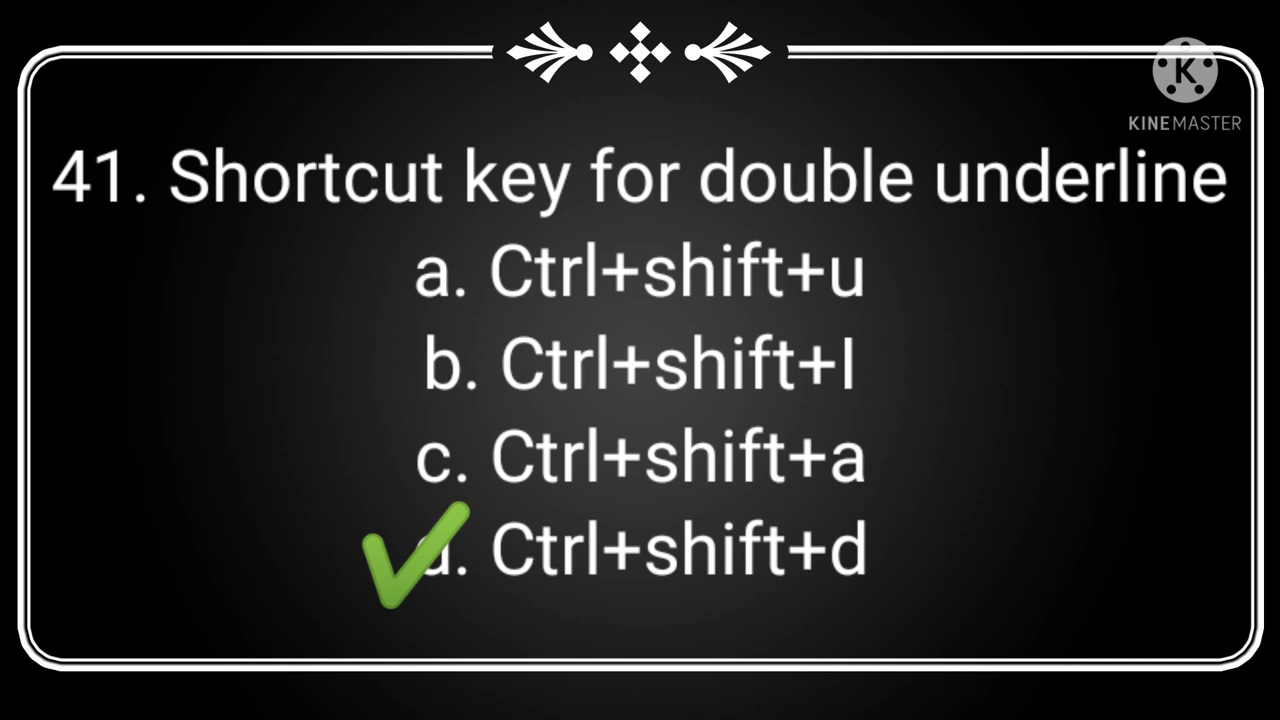 K
KINEMASTER
41. Shortcut key for double underline
a. Ctrl+shift+u
b. Ctrl+shift+I
c. Ctrl+shift+a
d. Ctrl+shift+d